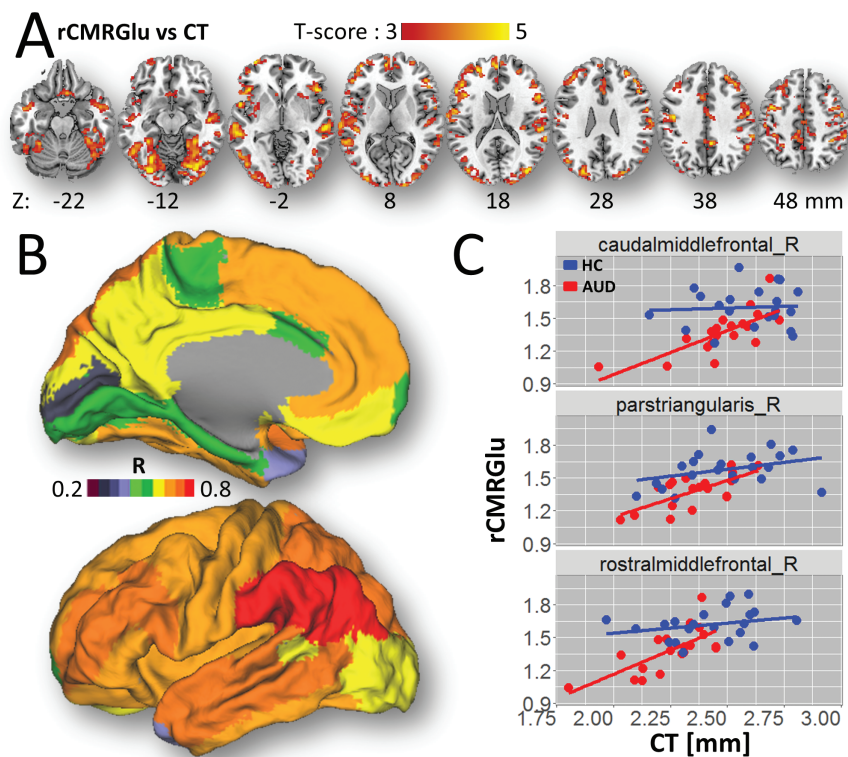 A
rCMRGlu vs CT
T-score : 3 5
Z: -22 -12 -2 8 18 28 38 48 mm
B
R
0.2 0.8
C
caudalmiddlefrontal_R
HC
AUD
1.8
1.5
1.2
0.9
parstriangularis_R
1.8
1.5
1.2
0.9
rCMRGlu
rostralmiddlefrontal_R
1.8
1.5
1.2
0.9
1.75 2.00 2.25 2.50 2.75 3.00
CT [mm]